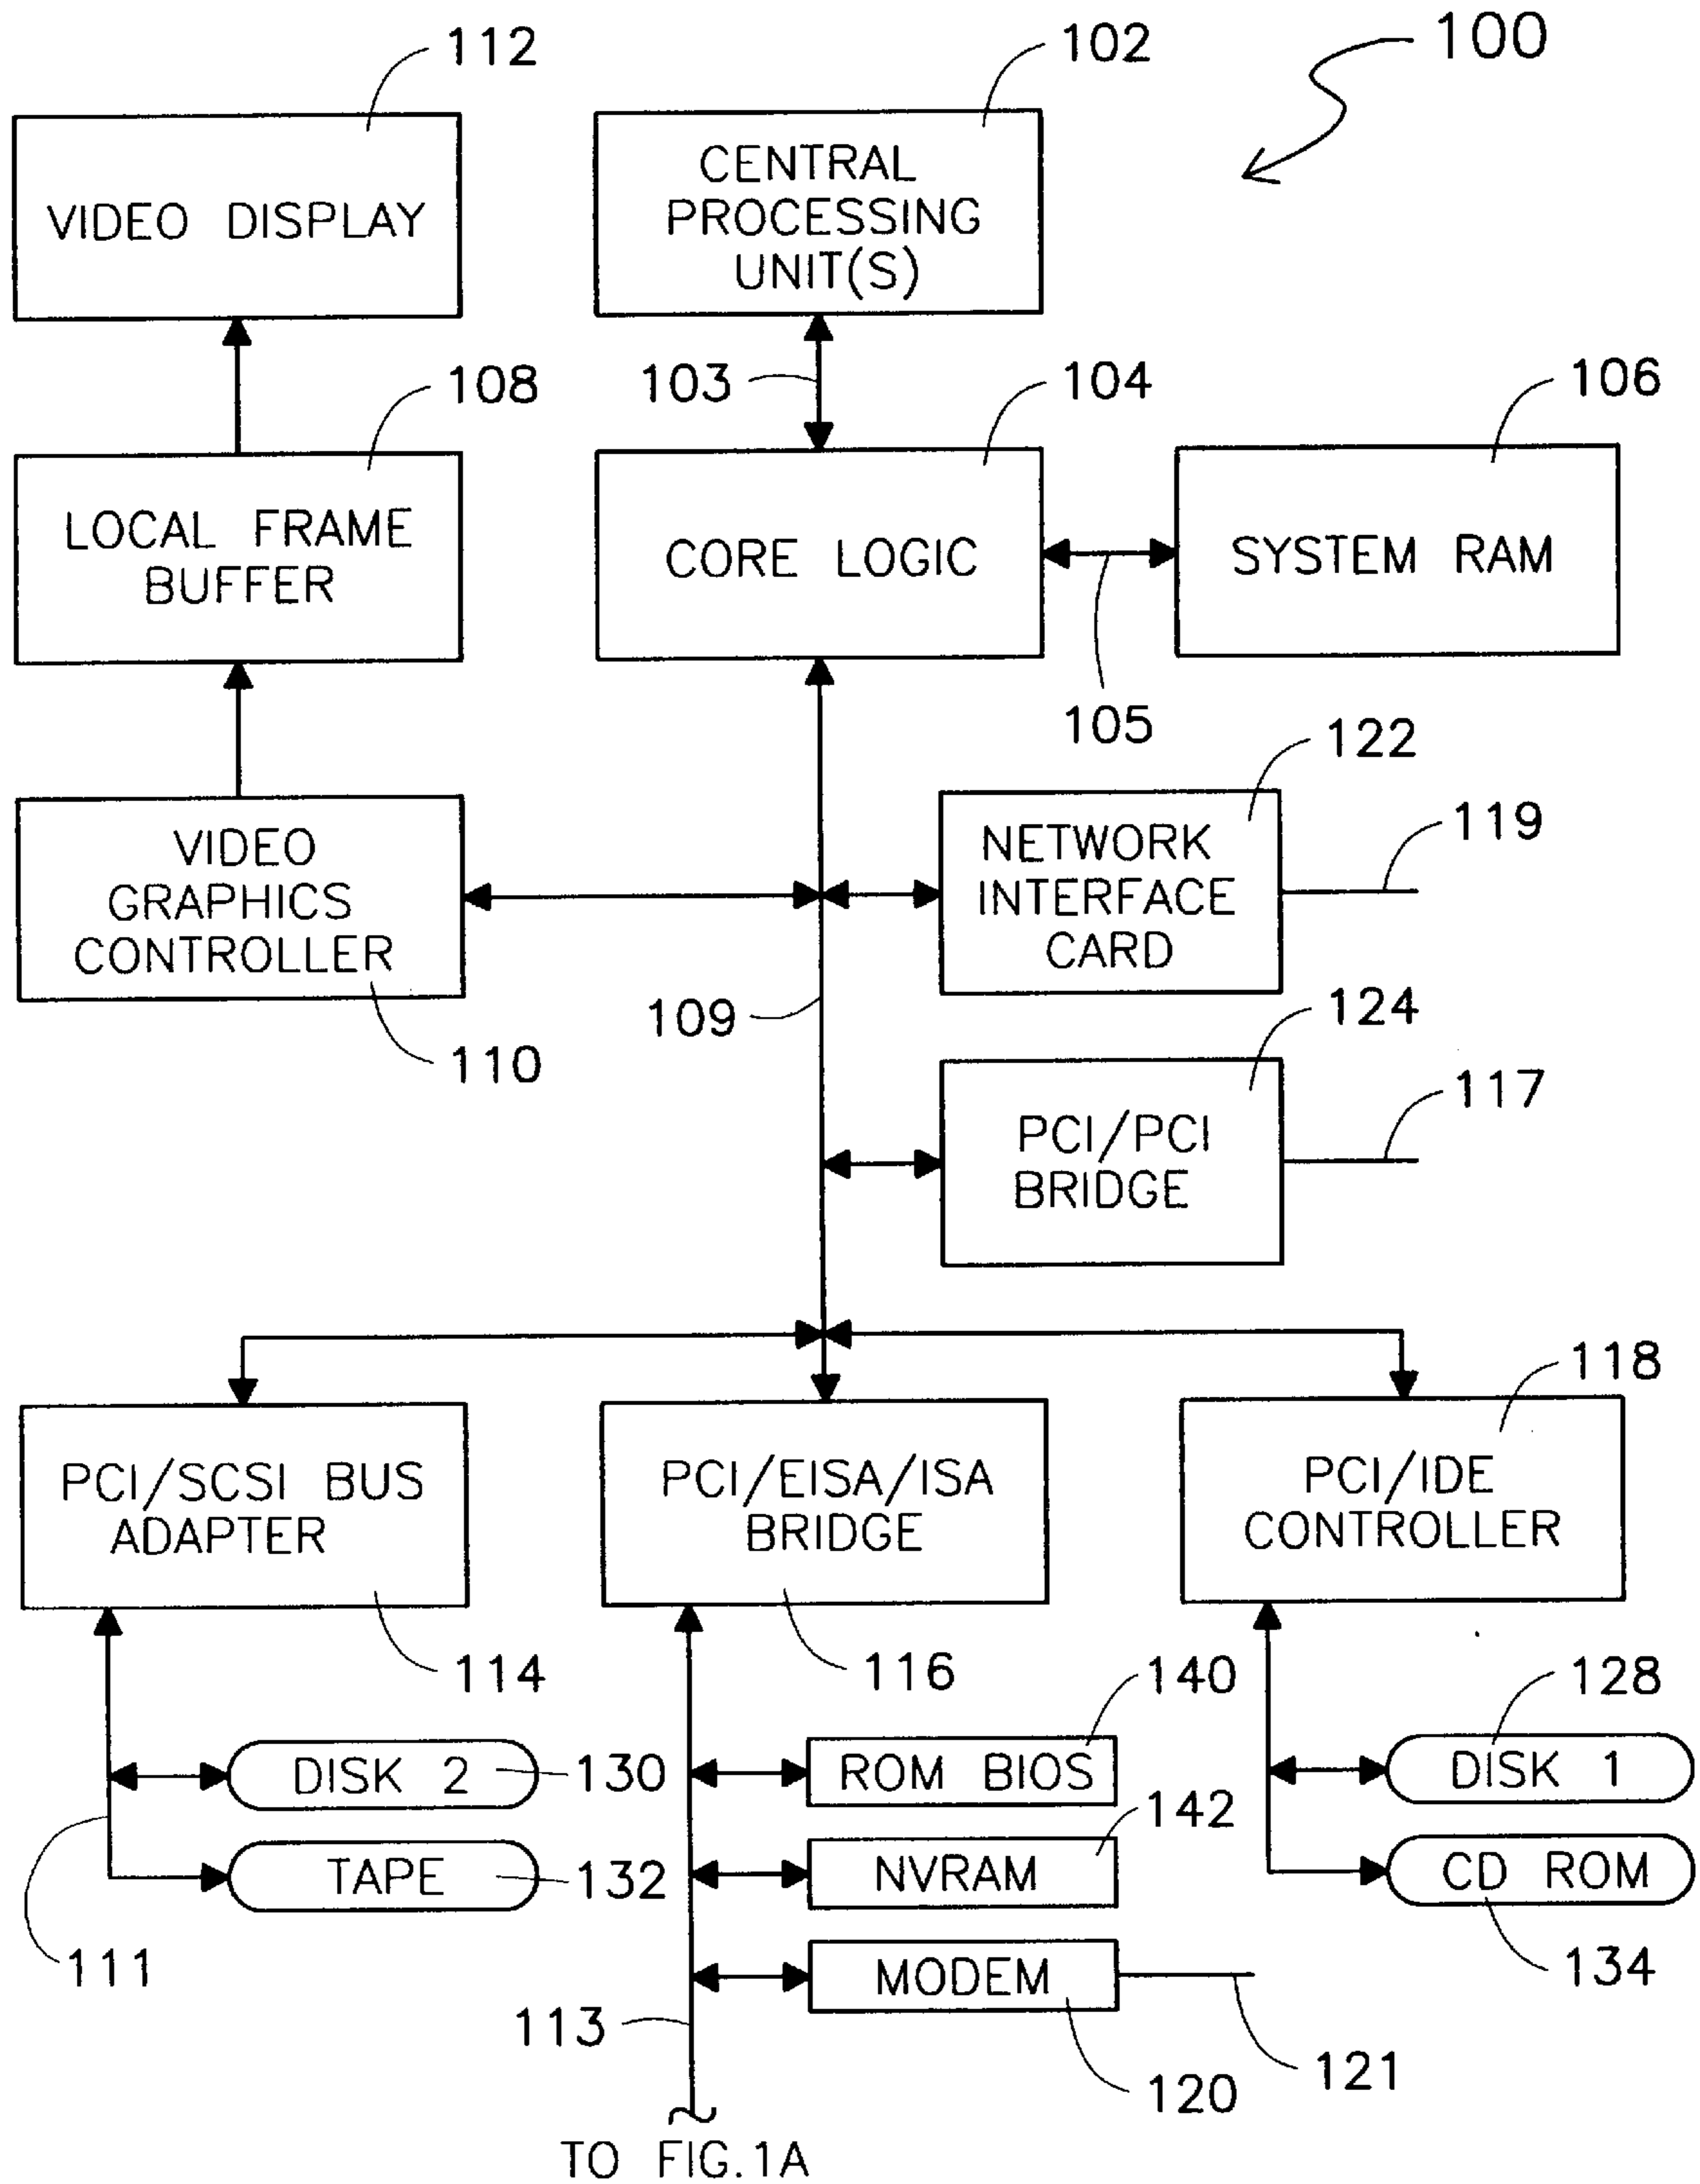 112
102
100
VIDEO DISPLAY
CENTRAL
PROCESSING
UNIT(S)
108
103
104
106
LOCAL FRAME
BUFFER
CORE LOGIC
SYSTEM RAM
105
122
VIDEO
GRAPHICS
CONTROLLER
NETWORK
INTERFACE
CARD
119
109
110
124
PCI/PCI
BRIDGE
117
118
PCI/SCSI BUS
ADAPTER
PCI/EISA/ISA
BRIDGE
PCI/IDE
CONTROLLER
114
116
140
128
DISK 2
130
ROM BIOS
DISK 1
142
TAPE
132
NVRAM
CD ROM
111
MODEM
134
113
120
121
TO FIG.1A